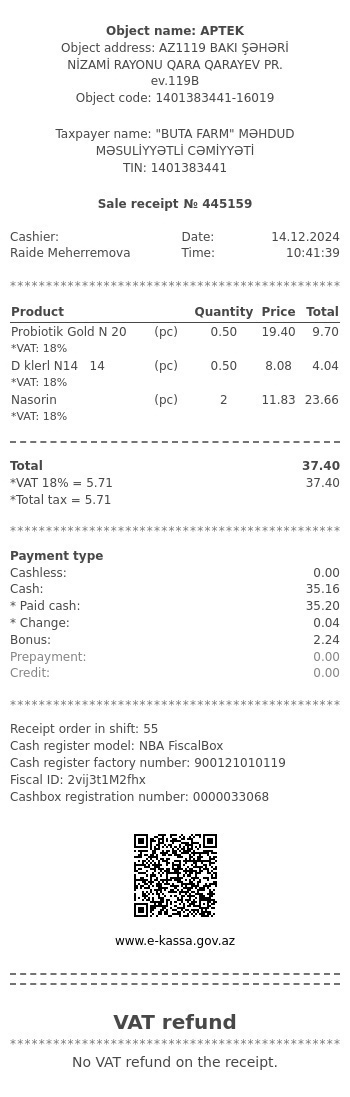 Object name: APTEK
Object address: AZ1119 BAKI ŞƏHƏRİ
NİZAMİ RAYONU QARA QARAYEV PR.
ev.119B
Object code: 1401383441-16019
Taxpayer name: "BUTA FARM" MƏHDUD
MƏSULİYYƏTLİ CƏMİYYƏTİ
TIN: 1401383441
Sale receipt № 445159
Cashier: Date: 14.12.2024
Raide Meherremova Time: 10:41:39
**********************************************
Product Quantity Price Total
Probiotik Gold N 20 (pc) 0.50 19.40 9.70
*VAT: 18%
D klerl N14 14 (pc) 0.50 8.08 4.04
*VAT: 18%
Nasorin (pc) 2 11.83 23.66
*VAT: 18%
Total 37.40
*VAT 18% = 5.71 37.40
*Total tax = 5.71
**********************************************
Payment type
Cashless: 0.00
Cash: 35.16
* Paid cash: 35.20
* Change: 0.04
Bonus: 2.24
Prepayment: 0.00
Credit: 0.00
**********************************************
Receipt order in shift: 55
Cash register model: NBA FiscalBox
Cash register factory number: 900121010119
Fiscal ID: 2vij3t1M2fhx
Cashbox registration number: 0000033068
www.e-kassa.gov.az
VAT refund
**********************************************
No VAT refund on the receipt.